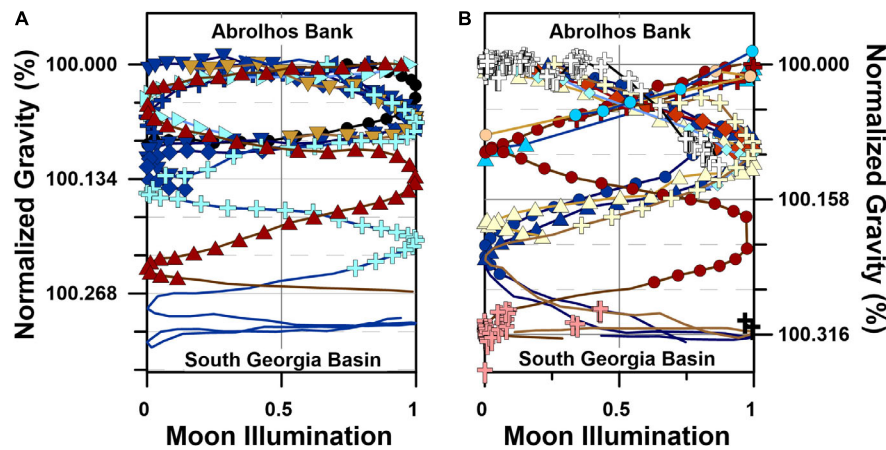 A
Abrolhos Bank
100.000
100.134
100.268
Normalized Gravity (%)
South Georgia Basin
0
0.5
1
Moon Illumination
B
Abrolhos Bank
100.000
100.158
100.316
Normalized Gravity (%)
South Georgia Basin
0
0.5
1
Moon Illumination